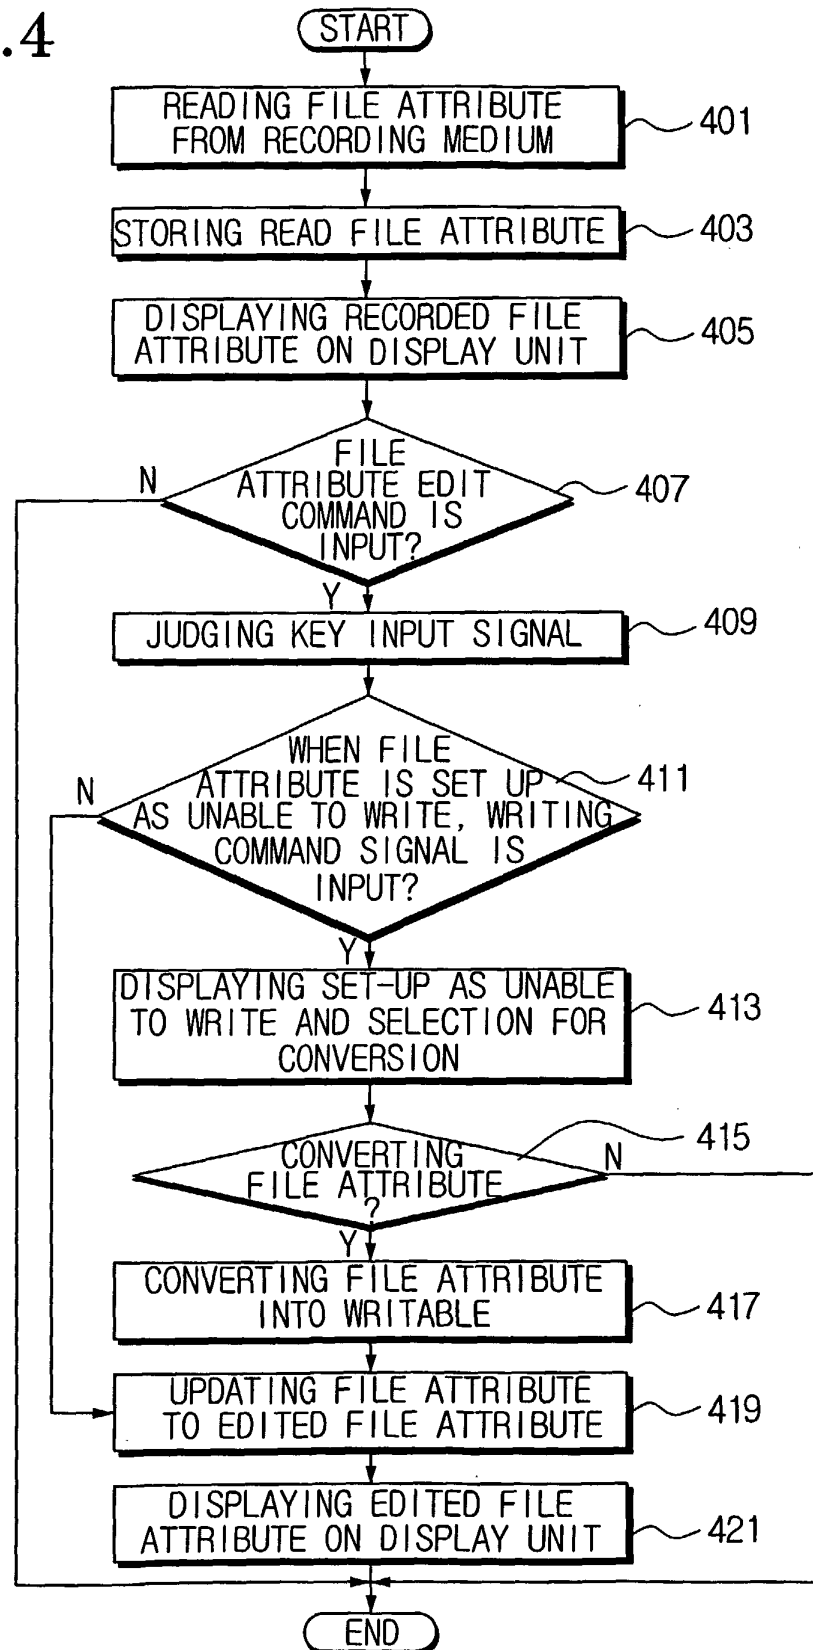 .4
START
READING FILE ATTRIBUTE
FROM RECORDING MEDIUM
401
STORING READ FILE ATTRIBUTE
403
DISPLAYING RECORDED FILE
ATTRIBUTE ON DISPLAY UNIT
405
FILE
ATTRIBUTE EDIT
COMMAND IS
INPUT?
407
N
Y
JUDGING KEY INPUT SIGNAL
409
WHEN FILE
ATTRIBUTE IS SET UP
AS UNABLE TO WRITE, WRITING
COMMAND SIGNAL IS
INPUT?
411
N
Y
DISPLAYING SET-UP AS UNABLE
TO WRITE AND SELECTION FOR
CONVERSION
413
CONVERTING
FILE ATTRIBUTE
?
415
N
Y
CONVERTING FILE ATTRIBUTE
INTO WRITABLE
417
UPDATING FILE ATTRIBUTE
TO EDITED FILE ATTRIBUTE
419
DISPLAYING EDITED FILE
ATTRIBUTE ON DISPLAY UNIT
421
END